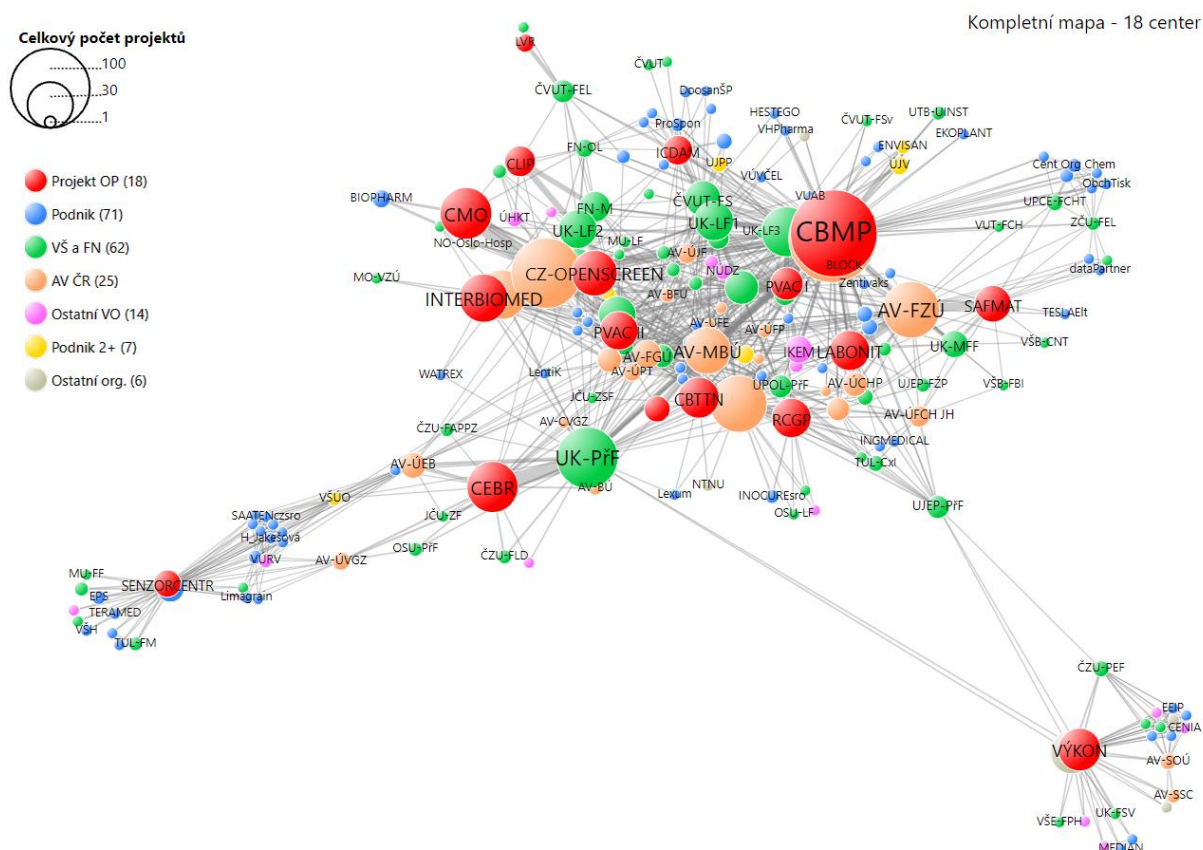 Kompletní mapa - 18 center
Celkový počet projektů
100
30
1
Projekt OP (18)
Podnik (71)
VŠ a FN (62)
AV ČR (25)
Ostatní VO (14)
Podnik 2+ (7)
Ostatní org. (6)
LVR
ČVUT-FEL
ČVUT
DoosanŠP
ProSpon
HESTEGO
VHPharma
ČVUT-FSv
UTB-UINST
EKOPLANT
ENVISAN
ÚJV
CLIP
FN-OL
ICDAM
UJPP
VÚVČEL
VUAB
Cent Org Chem
ObchTisk
UPCE-FCHT
BIOPHARM
CMO
ÚHKT
FN-M
ČVUT-FS
UK-LF2
UK-LF1
UK-LF3
CBMP
VUT-FCH
ZČU-FEL
NO-Oslo-Hosp
MU-LF
AV-ÚJF
BLOCK
dataPartner
MO-VZÚ
CZ-OPENSCREEN
NUDZ
Zentivaks
INTERBIOMED
AV-BFÚ
PVAC I
AV-FZÚ
SAFMAT
TESLAElt
PVAC II
AV-ÚFE
AV-ÚFP
AV-FGÚ
AV-MBÚ
IKEM
LABONIT
UK-MFF
VŠB-CNT
WATREX
LentiK
AV-ÚPT
UPOL-PřF
AV-ÚCHP
UJEP-FŽP
VŠB-FBI
JČU-ZSF
CBTTN
RCGP
AV-ÚFCH JH
ČZU-FAPPZ
AV-CVGZ
INGMEDICAL
AV-ÚEB
UK-PřF
TUL-CxI
CEBR
AV-BÚ
Lexum
NTNU
INOCUREsro
OSU-LF
UJEP-PřF
VŠÚO
SAATENczsro
H_Jakešová
JČU-ZF
VÚRV
AV-ÚVGZ
OSU-PřF
ČZU-FLD
MU-FF
SENZORCENTR
EPS
Limagrain
TERAMED
VŠH
TUL-FM
ČZU-PEF
EEIP
CENIA
VÝKON
AV-SOÚ
AV-SSC
VŠE-FPH
UK-FSV
MEDIAN